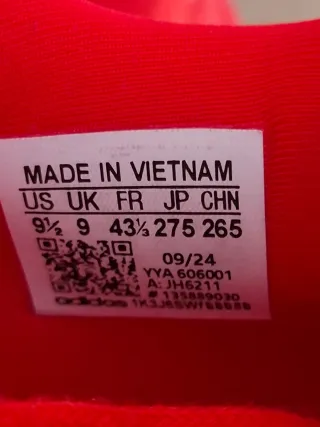 MADE IN VIETNAM
US UK FR JP CHN
9½ 9 43⅓ 275 265
09/24
YYA 606001
A: JH6211
# 135889030
adidas